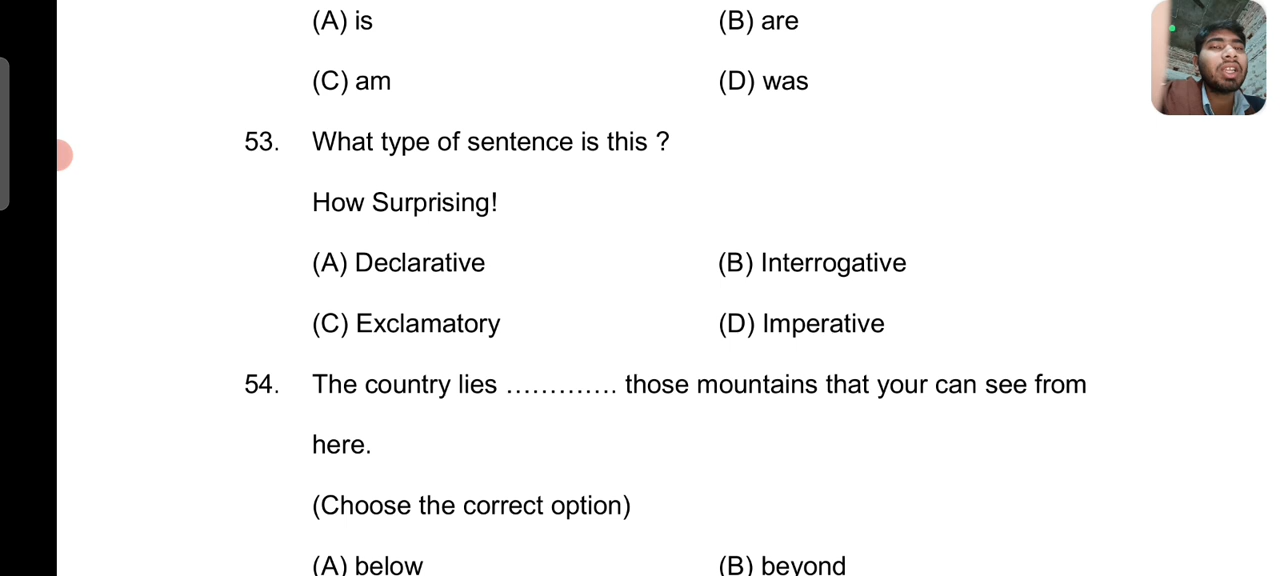 (A) is (B) are
(C) am (D) was
53. What type of sentence is this ?
How Surprising!
(A) Declarative (B) Interrogative
(C) Exclamatory (D) Imperative
54. The country lies …………. those mountains that your can see from
here.
(Choose the correct option)
(A) below (B) beyond